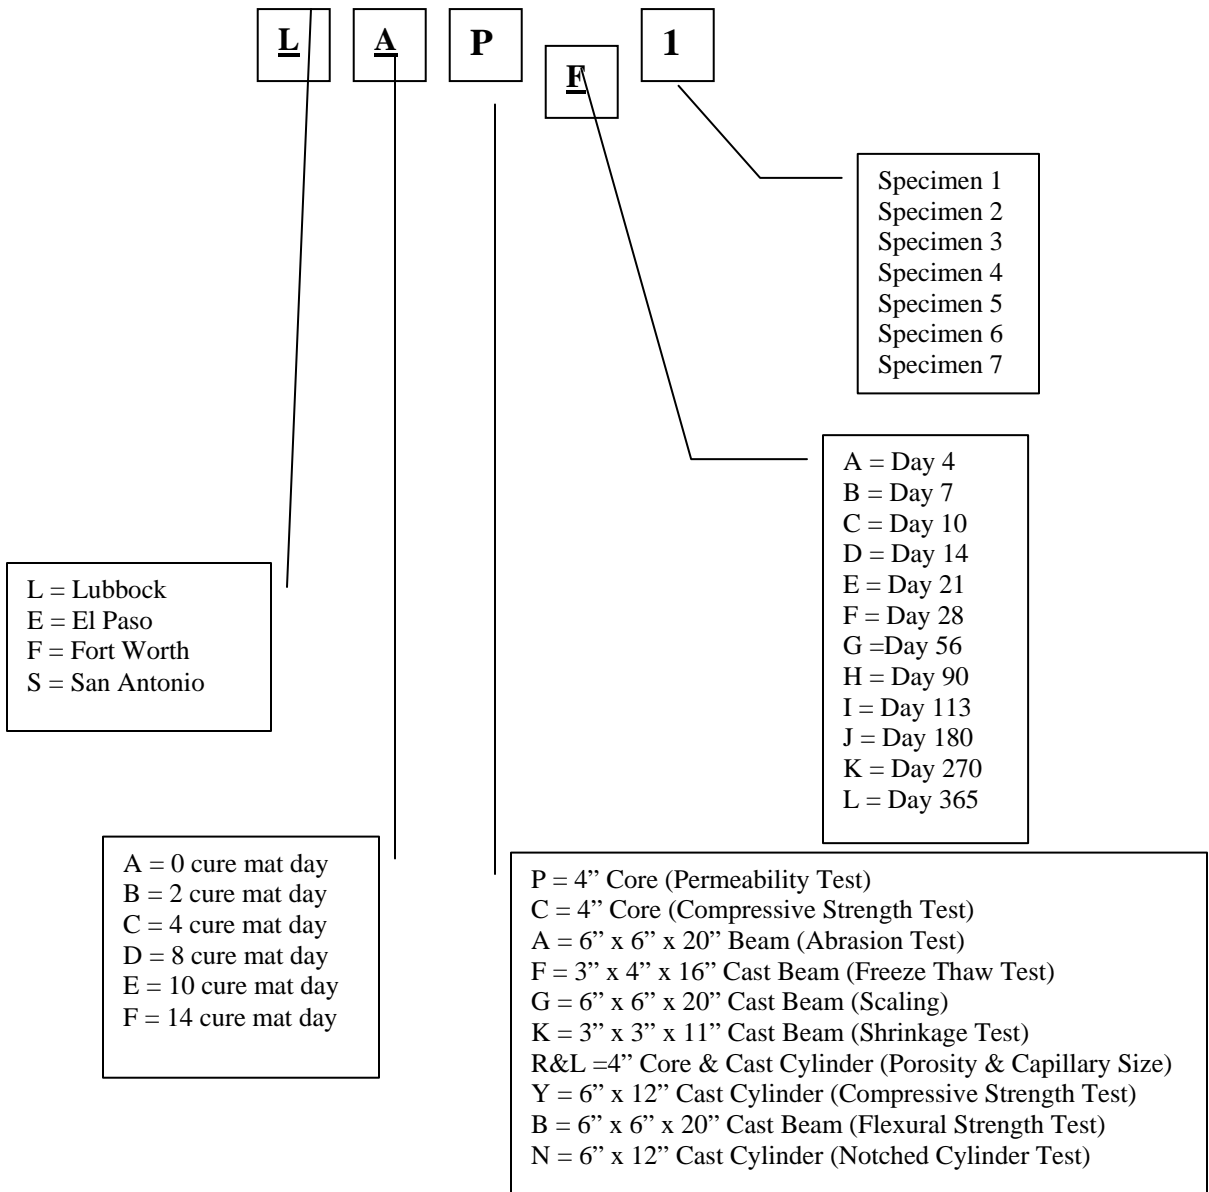 L A P F 1
Specimen 1
Specimen 2
Specimen 3
Specimen 4
Specimen 5
Specimen 6
Specimen 7
A = Day 4
B = Day 7
C = Day 10
D = Day 14
E = Day 21
F = Day 28
G =Day 56
H = Day 90
I = Day 113
J = Day 180
K = Day 270
L = Day 365
L = Lubbock
E = El Paso
F = Fort Worth
S = San Antonio
A = 0 cure mat day
B = 2 cure mat day
C = 4 cure mat day
D = 8 cure mat day
E = 10 cure mat day
F = 14 cure mat day
P = 4” Core (Permeability Test)
C = 4” Core (Compressive Strength Test)
A = 6” x 6” x 20” Beam (Abrasion Test)
F = 3” x 4” x 16” Cast Beam (Freeze Thaw Test)
G = 6” x 6” x 20” Cast Beam (Scaling)
K = 3” x 3” x 11” Cast Beam (Shrinkage Test)
R&L =4” Core & Cast Cylinder (Porosity & Capillary Size)
Y = 6” x 12” Cast Cylinder (Compressive Strength Test)
B = 6” x 6” x 20” Cast Beam (Flexural Strength Test)
N = 6” x 12” Cast Cylinder (Notched Cylinder Test)